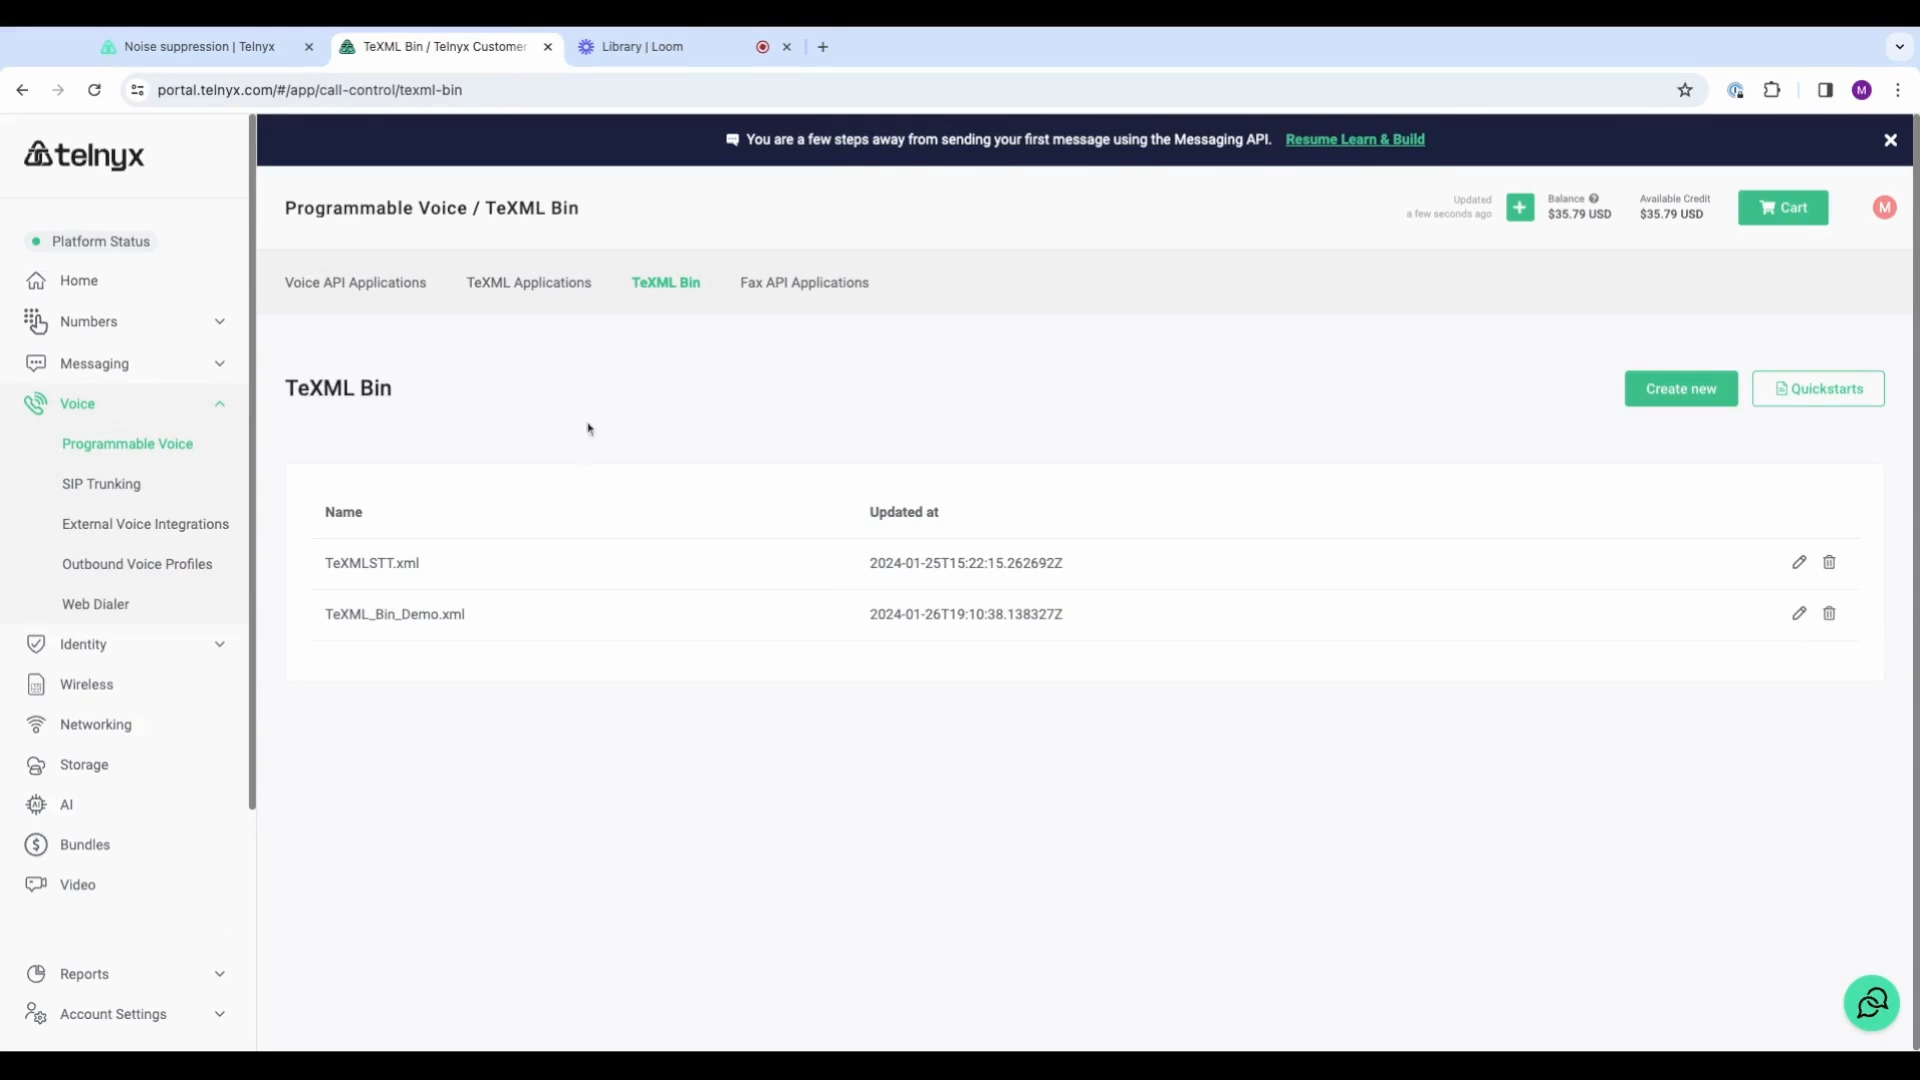 Noise suppression | Telnyx
TeXML Bin / Telnyx Customer
Library | Loom
portal.telnyx.com/#/app/call-control/texml-bin
M
telnyx
You are a few steps away from sending your first message using the Messaging API. Resume Learn & Build
Programmable Voice / TeXML Bin
Updated
a few seconds ago
Balance
$35.79 USD
Available Credit
$35.79 USD
Cart
M
Platform Status
Home
Numbers
Messaging
Voice
Programmable Voice
SIP Trunking
External Voice Integrations
Outbound Voice Profiles
Web Dialer
Identity
Wireless
Networking
Storage
AI
Bundles
Video
Reports
Account Settings
Voice API Applications
TeXML Applications
TeXML Bin
Fax API Applications
TeXML Bin
Create new
Quickstarts
Name Updated at
TeXMLSTT.xml 2024-01-25T15:22:15.262692Z
TeXML_Bin_Demo.xml 2024-01-26T19:10:38.138327Z